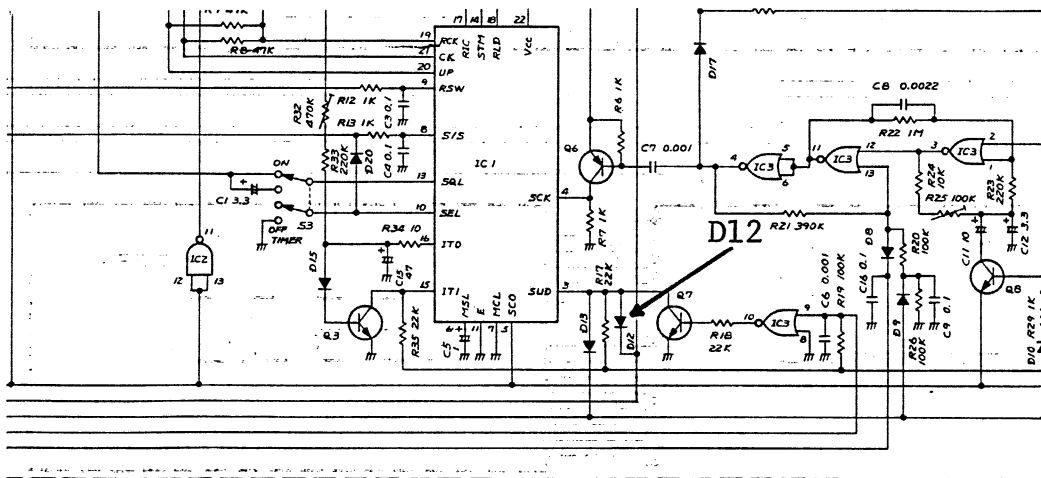 17 14 18 22
R8 47K
19 RCK
21 CK
20 UP
9 RSW
RIC STM RLD Vcc
R12 1K
C3 0.1
R32 470K
R13 1K
8 S/S
R33 220K
D20
C4 0.1
IC1
ON
13 SQL
C1 3.3
10 SEL
S3
OFF
TIMER
R34 10
16 ITO
SCK 4
11
IC2
12 13
D15
C15 47
15 ITI
SUD 3
MSL E MCL SCO
6 11 7 5
Q3
R35 22K
C5 1
D17
R6 1K
Q6
C7 0.001
R7 1K
D12
R17 22K
D13
D12
Q7
R18 22K
10 IC3 9
8
C6 0.001
R19 100K
4 IC3 5
6
11 IC3 12
13
C8 0.0022
R22 1M
3 IC3 2
R24 10K
R23 220K
R25 100K
R21 390K
D8
R20 100K
C11 10
C12 3.3
C16 0.1
D9
R26 100K
C9 0.1
Q8
D10
R29 1K